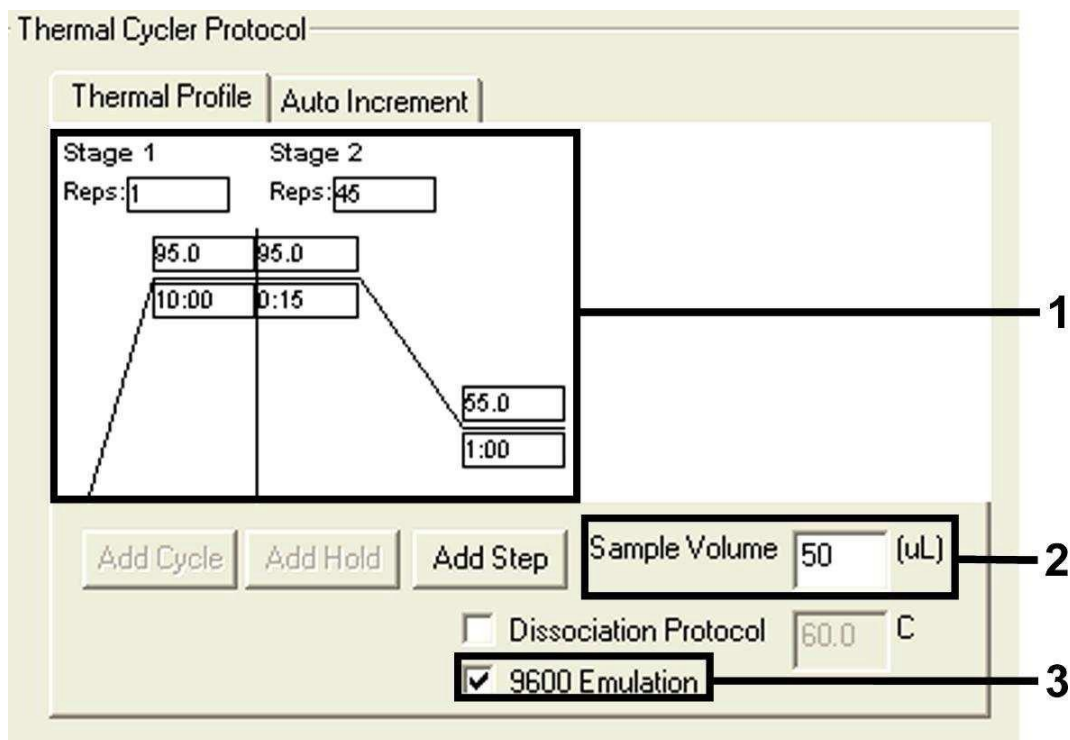 Thermal Cycler Protocol
Thermal Profile Auto Increment
Stage 1 Stage 2
Reps: 1 Reps: 45
95.0 95.0
10:00 0:15
55.0
1:00
1
Add Cycle Add Hold Add Step Sample Volume 50 (uL)
2
Dissociation Protocol 60.0 C
9600 Emulation
3